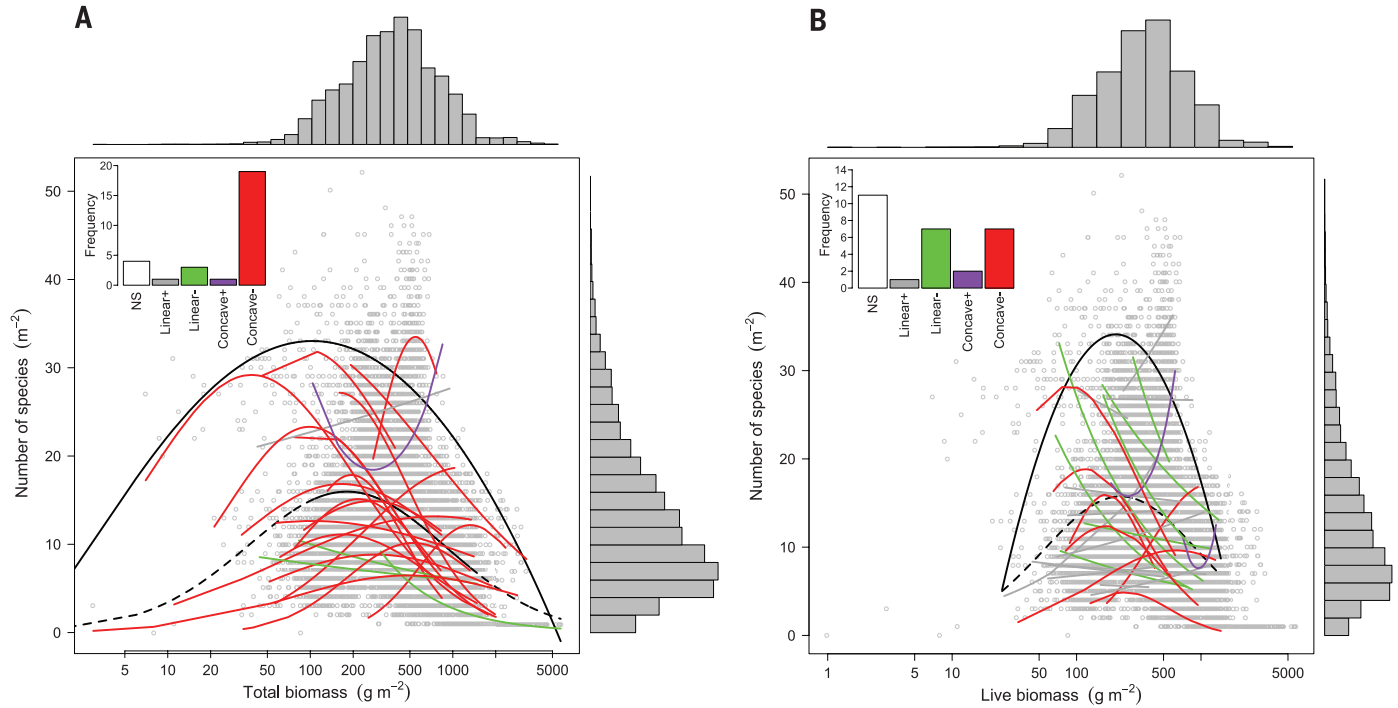 A
20
15
10
5
0
Frequency
NS
Linear+
Linear-
Concave+
Concave-
50
40
30
20
10
0
Number of species (m⁻²)
5 10 20 50 100 200 500 1000 5000
Total biomass (g m⁻²)
B
14
12
10
8
6
4
2
0
Frequency
NS
Linear+
Linear-
Concave+
Concave-
50
40
30
20
10
0
Number of species (m⁻²)
1 5 10 50 100 500 5000
Live biomass (g m⁻²)